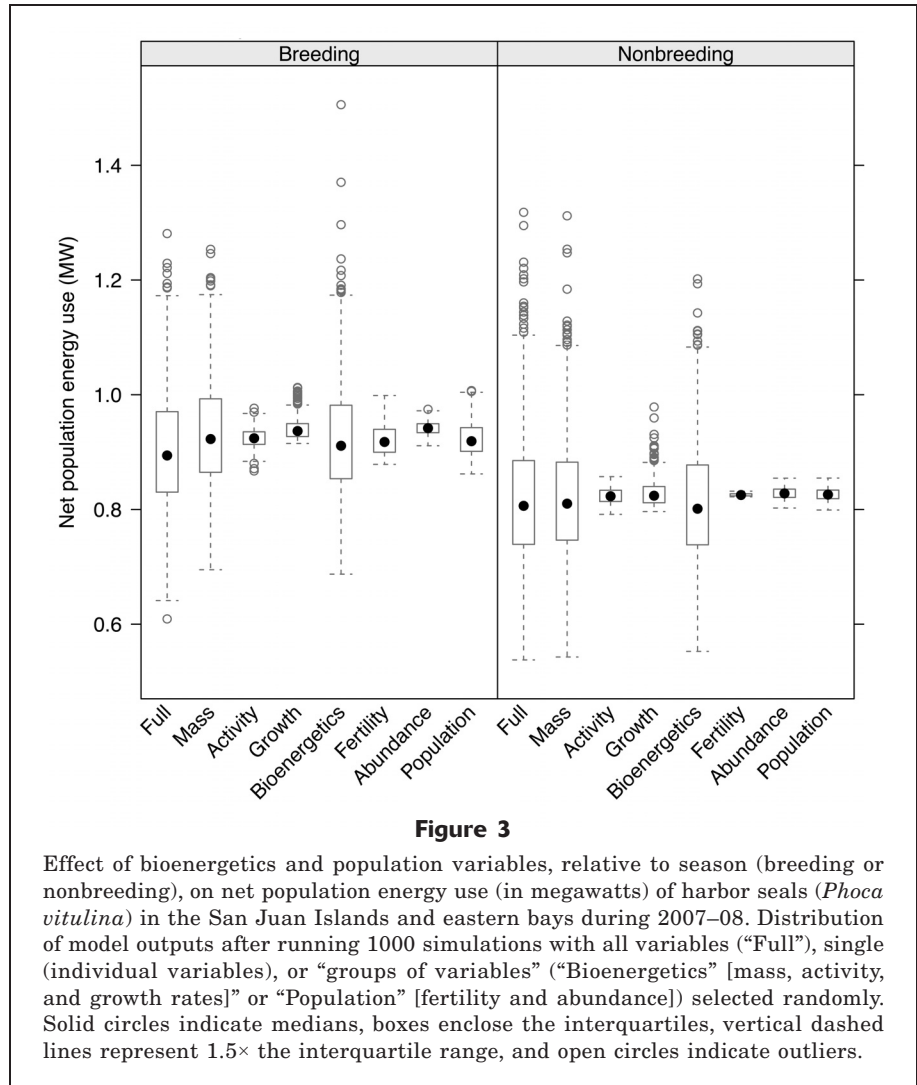 Breeding
Nonbreeding
Net population energy use (MW)
1.4
1.2
1.0
0.8
0.6
Full
Mass
Activity
Growth
Bioenergetics
Fertility
Abundance
Population
Full
Mass
Activity
Growth
Bioenergetics
Fertility
Abundance
Population
Figure 3
Effect of bioenergetics and population variables, relative to season (breeding or
nonbreeding), on net population energy use (in megawatts) of harbor seals (Phoca
vitulina) in the San Juan Islands and eastern bays during 2007–08. Distribution
of model outputs after running 1000 simulations with all variables (“Full”), single
(individual variables), or “groups of variables” (“Bioenergetics” [mass, activity,
and growth rates]” or “Population” [fertility and abundance]) selected randomly.
Solid circles indicate medians, boxes enclose the interquartiles, vertical dashed
lines represent 1.5× the interquartile range, and open circles indicate outliers.